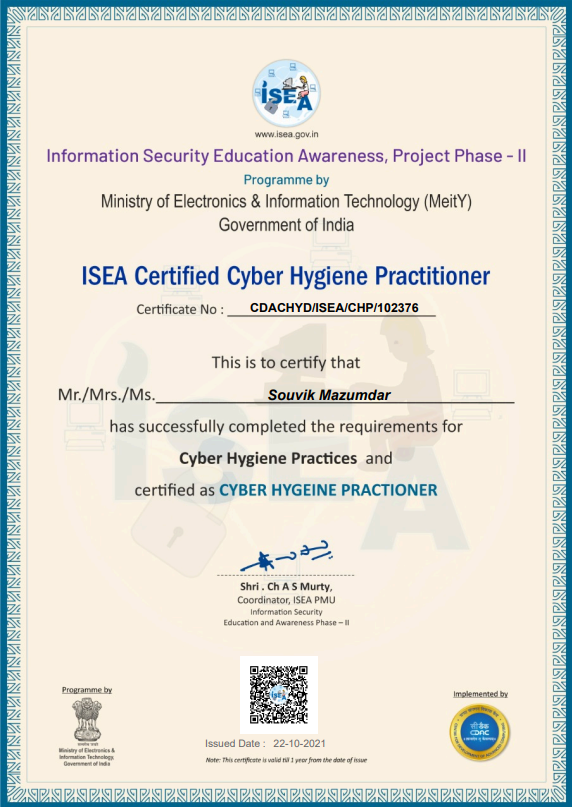 ISEA
www.isea.gov.in
Information Security Education Awareness, Project Phase - II
Programme by
Ministry of Electronics & Information Technology (MeitY)
Government of India
ISEA Certified Cyber Hygiene Practitioner
Certificate No : CDACHYD/ISEA/CHP/102376
This is to certify that
Mr./Mrs./Ms. Souvik Mazumdar
has successfully completed the requirements for
Cyber Hygiene Practices and
certified as CYBER HYGEINE PRACTIONER
Shri . Ch A S Murty,
Coordinator, ISEA PMU
Information Security
Education and Awareness Phase – II
Programme by
Ministry of Electronics &
Information Technology,
Government of India
Implemented by
सी डैक
CDAC
Issued Date : 22-10-2021
Note: This certificate is valid till 1 year from the date of issue